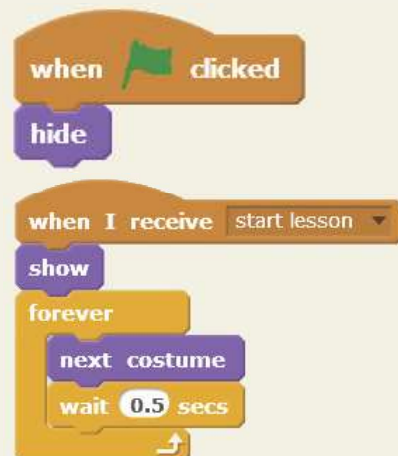 when clicked
hide
when I receive start lesson
show
forever
next costume
wait 0.5 secs